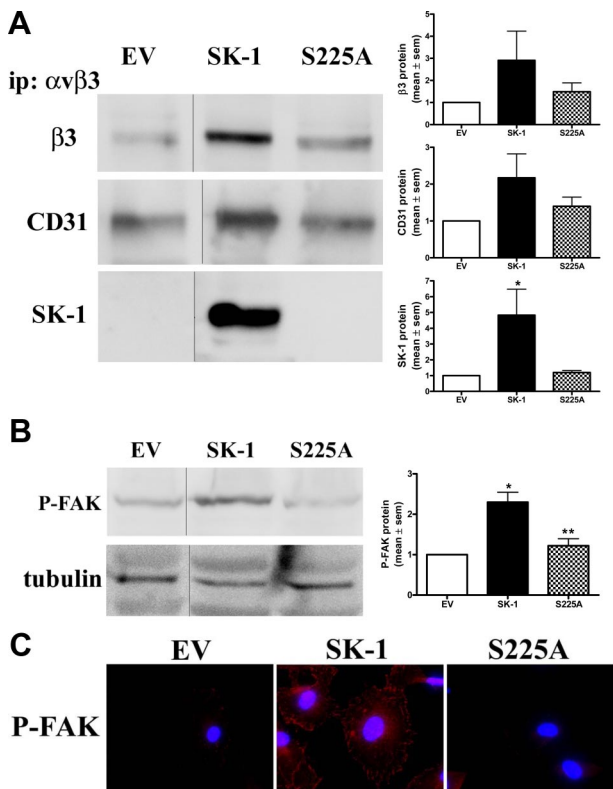 A
EV SK-1 S225A
ip: αvβ3
β3
CD31
SK-1
β3 protein
(mean ± sem)
5
4
3
2
1
0
EV SK-1 S225A
CD31 protein
(mean ± sem)
3
2
1
0
EV SK-1 S225A
SK-1 protein
(mean ± sem)
7
6
5
4
3
2
1
0
*
EV SK-1 S225A
B
EV SK-1 S225A
P-FAK
tubulin
P-FAK protein
(mean ± sem)
3
2
1
0
*
**
EV SK-1 S225A
C
EV SK-1 S225A
P-FAK